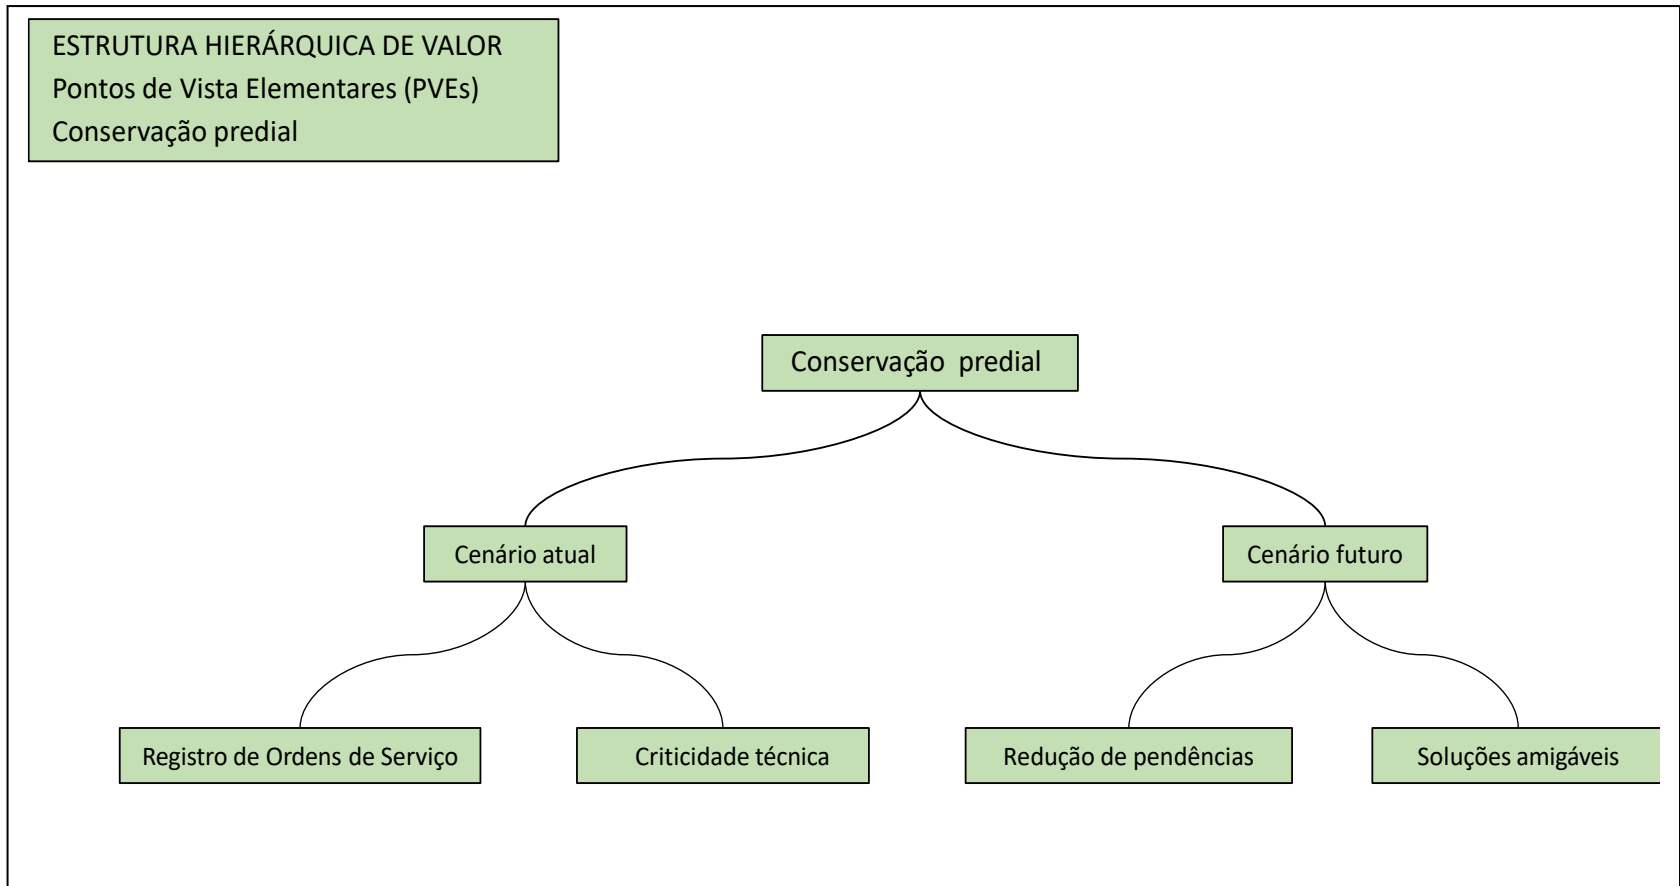 ESTRUTURA HIERÁRQUICA DE VALOR
Pontos de Vista Elementares (PVEs)
Conservação predial
Conservação predial
Cenário atual
Cenário futuro
Registro de Ordens de Serviço
Criticidade técnica
Redução de pendências
Soluções amigáveis